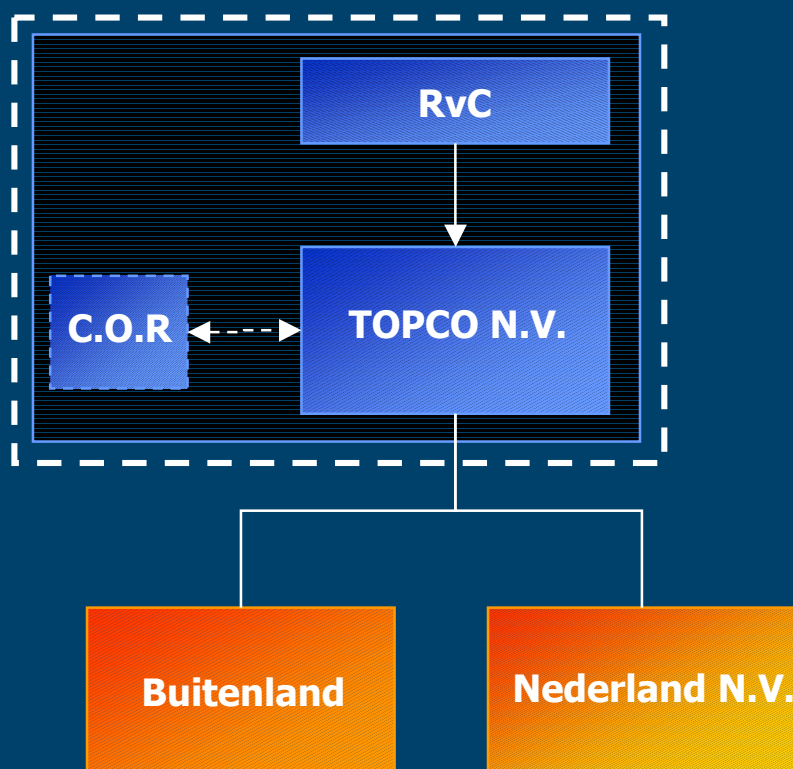 RvC
C.O.R
TOPCO N.V.
Buitenland
Nederland N.V.